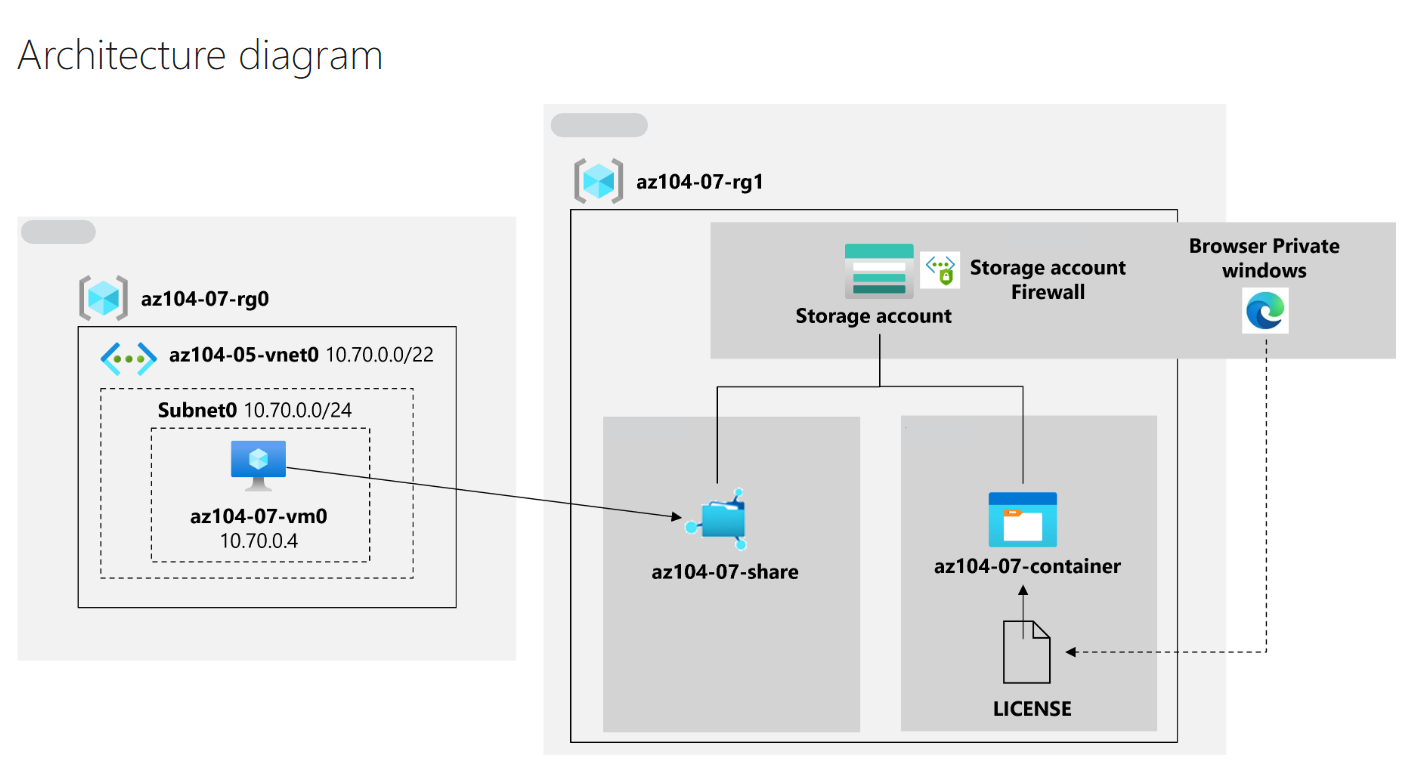 Architecture diagram
az104-07-rg0
az104-05-vnet0 10.70.0.0/22
Subnet0 10.70.0.0/24
az104-07-vm0
10.70.0.4
az104-07-rg1
Storage account
Storage account
Firewall
Browser Private
windows
az104-07-share
az104-07-container
LICENSE